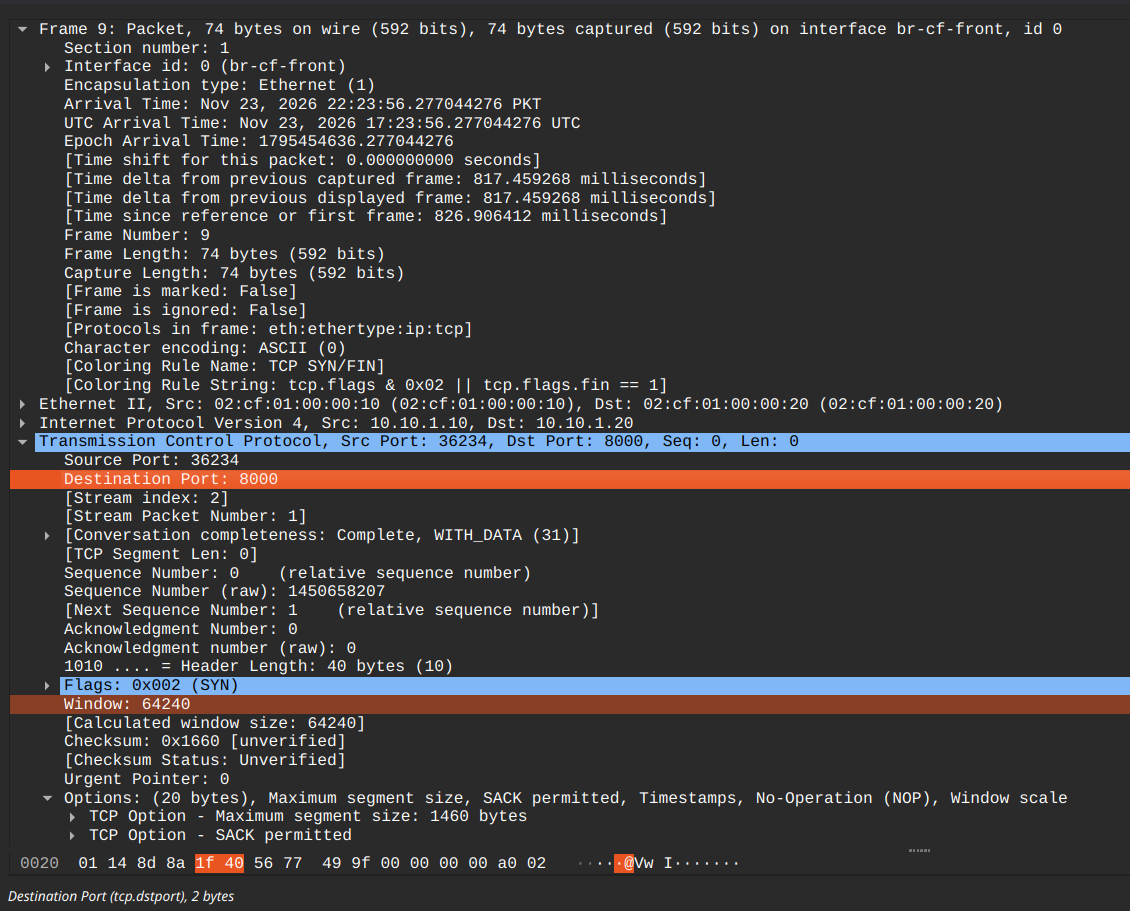 Frame 9: Packet, 74 bytes on wire (592 bits), 74 bytes captured (592 bits) on interface br-cf-front, id 0
Section number: 1
Interface id: 0 (br-cf-front)
Encapsulation type: Ethernet (1)
Arrival Time: Nov 23, 2026 22:23:56.277044276 PKT
UTC Arrival Time: Nov 23, 2026 17:23:56.277044276 UTC
Epoch Arrival Time: 1795454636.277044276
[Time shift for this packet: 0.000000000 seconds]
[Time delta from previous captured frame: 817.459268 milliseconds]
[Time delta from previous displayed frame: 817.459268 milliseconds]
[Time since reference or first frame: 826.906412 milliseconds]
Frame Number: 9
Frame Length: 74 bytes (592 bits)
Capture Length: 74 bytes (592 bits)
[Frame is marked: False]
[Frame is ignored: False]
[Protocols in frame: eth:ethertype:ip:tcp]
Character encoding: ASCII (0)
[Coloring Rule Name: TCP SYN/FIN]
[Coloring Rule String: tcp.flags & 0x02 || tcp.flags.fin == 1]
Ethernet II, Src: 02:cf:01:00:00:10 (02:cf:01:00:00:10), Dst: 02:cf:01:00:00:20 (02:cf:01:00:00:20)
Internet Protocol Version 4, Src: 10.10.1.10, Dst: 10.10.1.20
Transmission Control Protocol, Src Port: 36234, Dst Port: 8000, Seq: 0, Len: 0
Source Port: 36234
Destination Port: 8000
[Stream index: 2]
[Stream Packet Number: 1]
[Conversation completeness: Complete, WITH_DATA (31)]
[TCP Segment Len: 0]
Sequence Number: 0    (relative sequence number)
Sequence Number (raw): 1450658207
[Next Sequence Number: 1    (relative sequence number)]
Acknowledgment Number: 0
Acknowledgment number (raw): 0
1010 .... = Header Length: 40 bytes (10)
Flags: 0x002 (SYN)
Window: 64240
[Calculated window size: 64240]
Checksum: 0x1660 [unverified]
[Checksum Status: Unverified]
Urgent Pointer: 0
Options: (20 bytes), Maximum segment size, SACK permitted, Timestamps, No-Operation (NOP), Window scale
TCP Option - Maximum segment size: 1460 bytes
TCP Option - SACK permitted
0020  01 14 8d 8a 1f 40 56 77  49 9f 00 00 00 00 a0 02   ·····@Vw I·······
Destination Port (tcp.dstport), 2 bytes